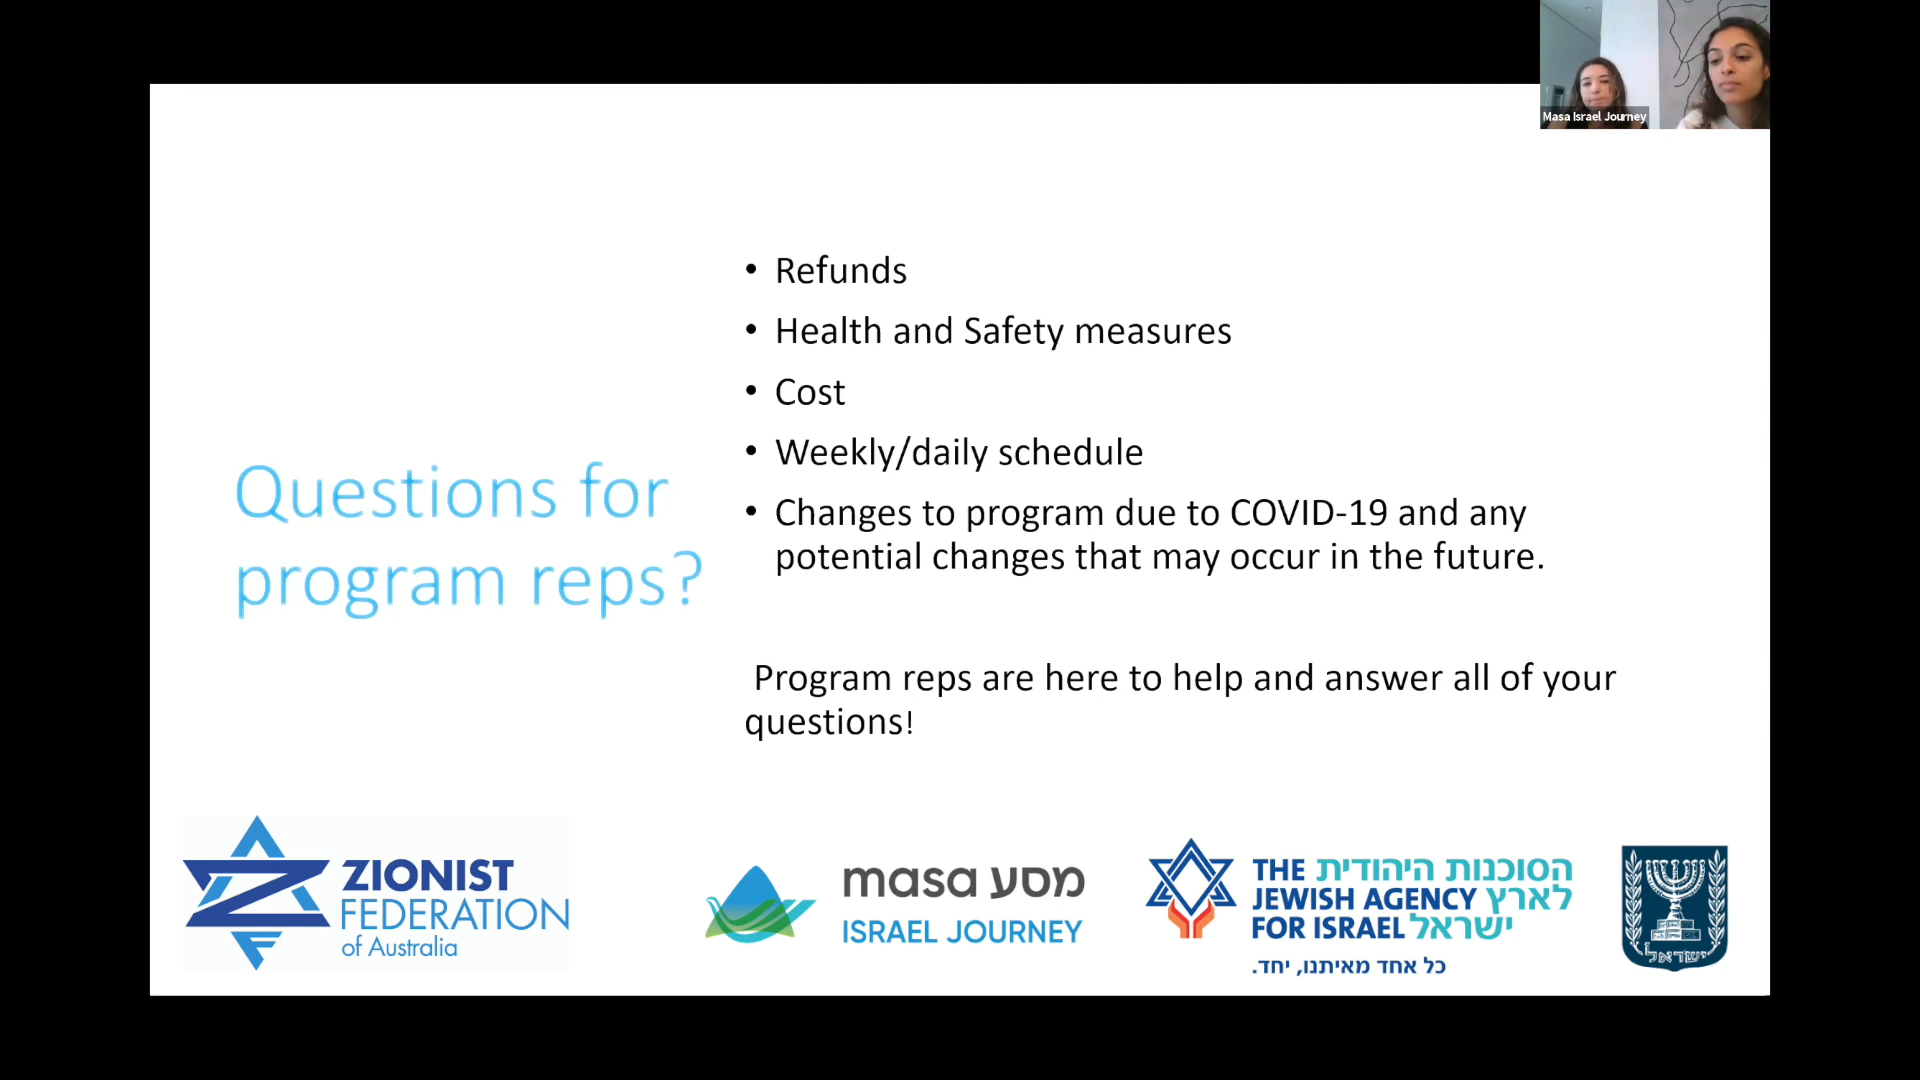 Masa Israel Journey
• Refunds
• Health and Safety measures
• Cost
• Weekly/daily schedule
• Changes to program due to COVID-19 and any
potential changes that may occur in the future.
Questions for
program reps?
Program reps are here to help and answer all of your
questions!
ZIONIST
FEDERATION
of Australia
masa מסע
ISRAEL JOURNEY
THE הסוכנות היהודית
JEWISH AGENCY לארץ
FOR ISRAEL ישראל
כל אחד מאיתנו, יחד.
ישראל